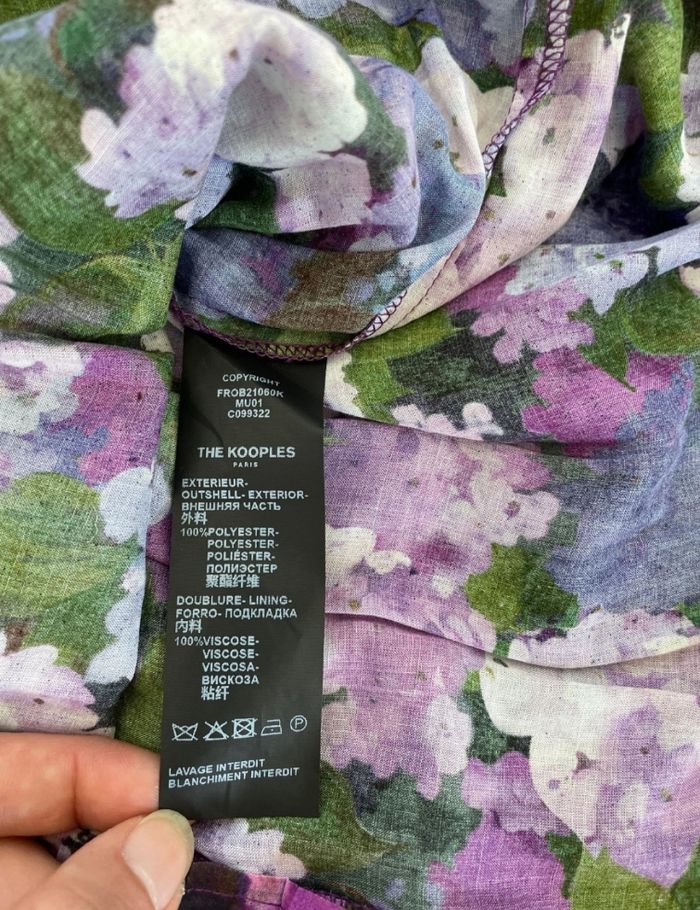 COPYRIGHT
FROB21060K
MU01
C099322
THE KOOPLES
PARIS
EXTERIEUR-
OUTSHELL- EXTERIOR-
ВНЕШНЯЯ ЧАСТЬ
外料
100%POLYESTER-
POLYESTER-
POLIÉSTER-
ПОЛИЭСТЕР
聚酯纤维
DOUBLURE- LINING-
FORRO- ПОДКЛАДКА
内料
100%VISCOSE-
VISCOSE-
VISCOSA-
ВИСКОЗА
粘纤
P
LAVAGE INTERDIT
BLANCHIMENT INTERDIT